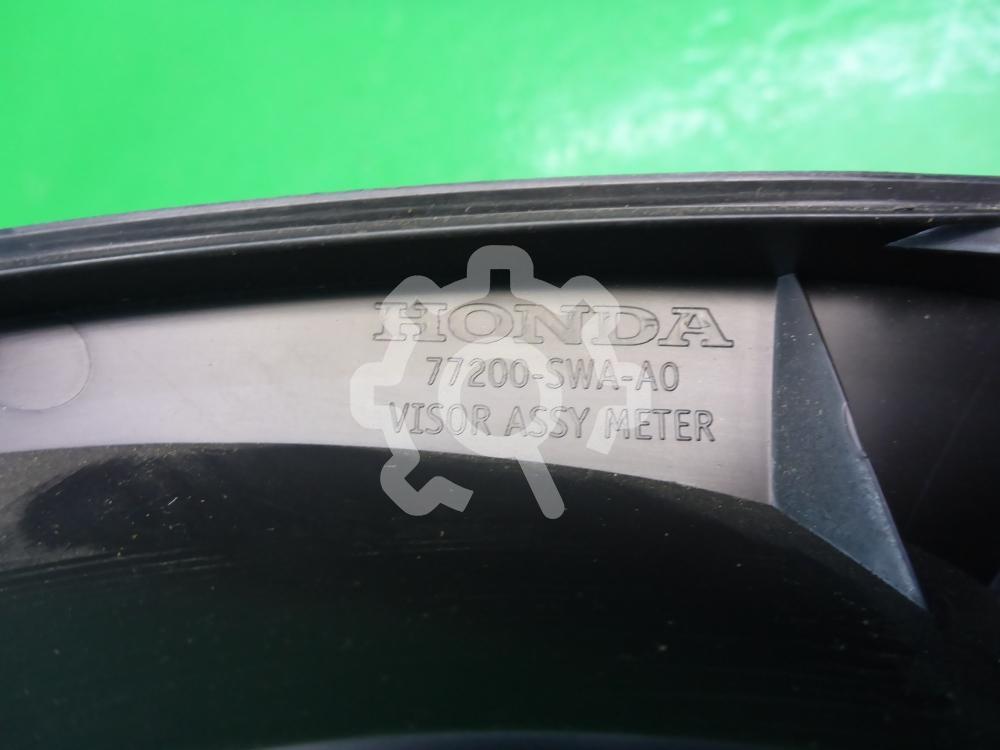 HONDA
77200-SWA-A0
VISOR ASSY METER